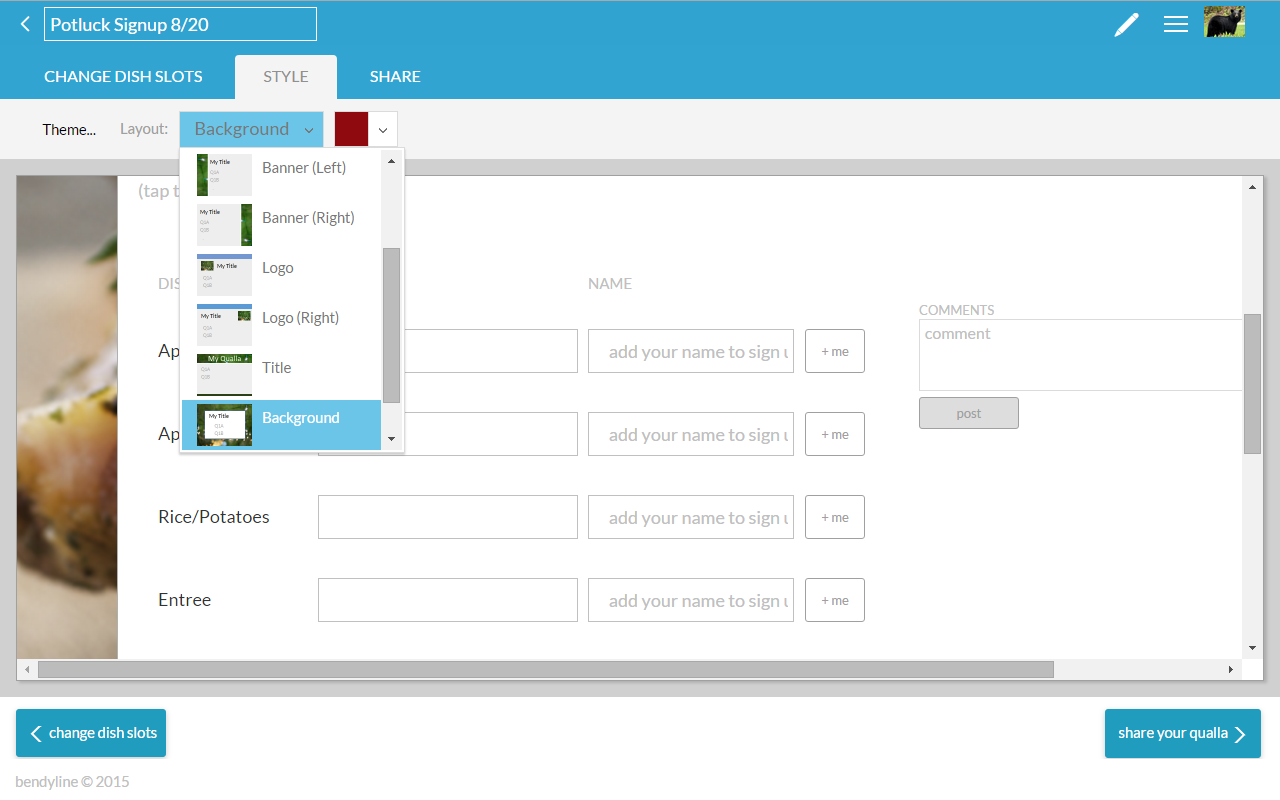 Potluck Signup 8/20
CHANGE DISH SLOTS STYLE SHARE
Theme... Layout: Background
My Title Banner (Left)
Q1A
Q1B
(tap t
My Title Banner (Right)
Q1A
Q1B
My Title Logo
Q1A
Q1B
DIS NAME
COMMENTS
My Title Logo (Right)
Q1A
Q1B
comment
Ap add your name to sign u + me
My Qualla Title
Q1A
Q1B
post
My Title Background
Q1A
Q1B
Ap add your name to sign u + me
Rice/Potatoes add your name to sign u + me
Entree add your name to sign u + me
change dish slots share your qualla
bendyline © 2015